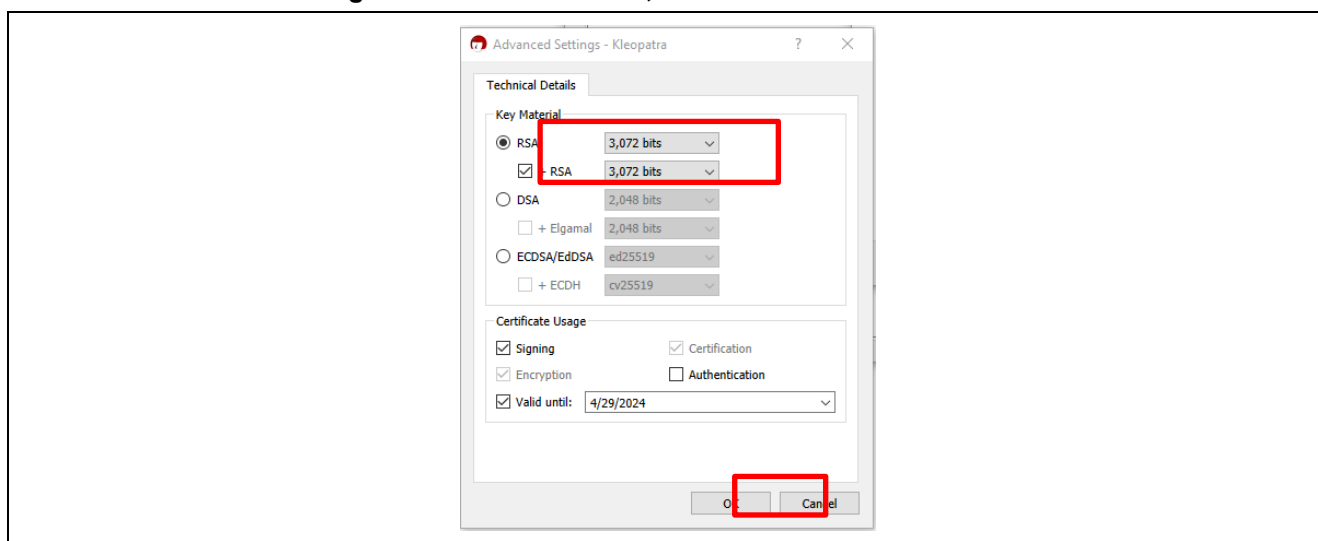 Advanced Settings - Kleopatra ? ×
Technical Details
Key Material
RSA 3,072 bits
+ RSA 3,072 bits
DSA 2,048 bits
+ Elgamal 2,048 bits
ECDSA/EdDSA ed25519
+ ECDH cv25519
Certificate Usage
Signing Certification
Encryption Authentication
Valid until: 4/29/2024
OK Cancel